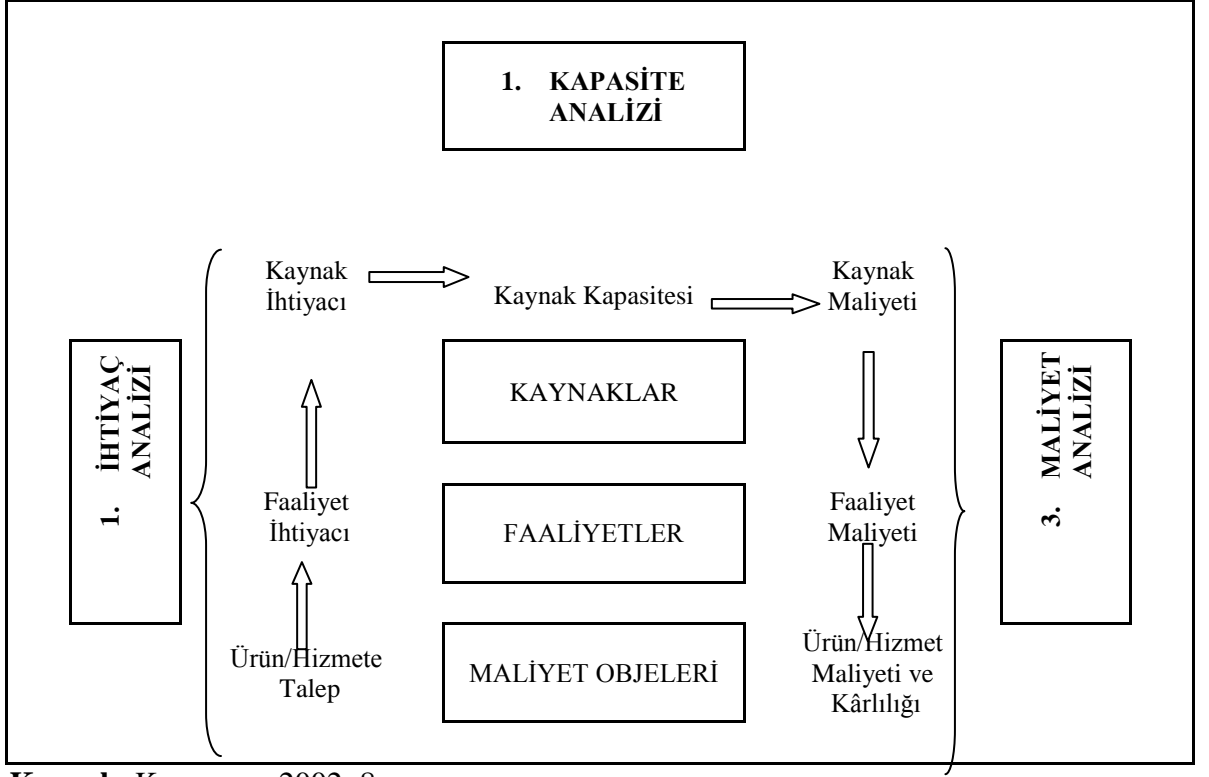 1. KAPASİTE
ANALİZİ
Kaynak
İhtiyacı
Kaynak Kapasitesi
Kaynak
Maliyeti
1. İHTİYAÇ
ANALİZİ
KAYNAKLAR
3. MALİYET
ANALİZİ
Faaliyet
İhtiyacı
FAALİYETLER
Faaliyet
Maliyeti
Ürün/Hizmete
Talep
MALİYET OBJELERİ
Ürün/Hizmet
Maliyeti ve
Kârlılığı